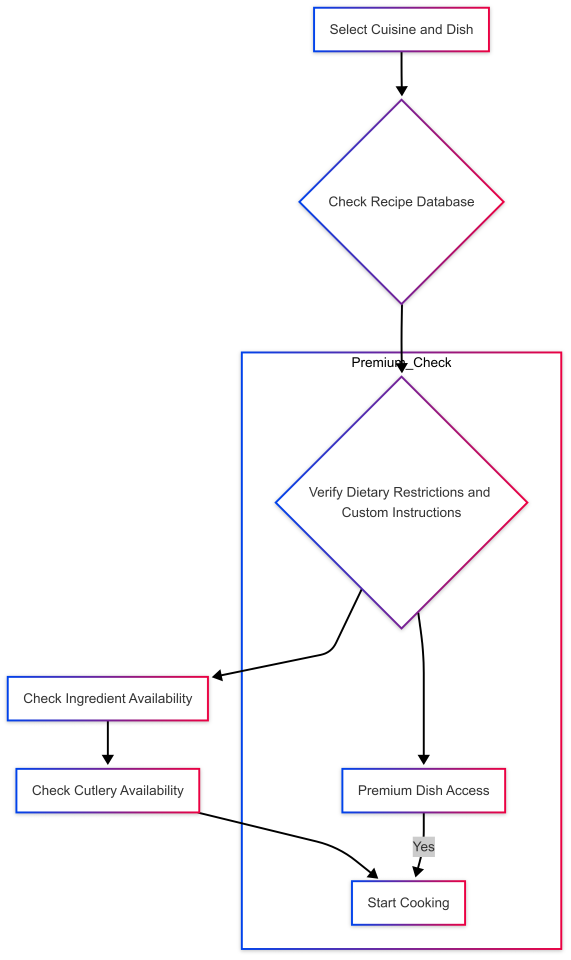 Select Cuisine and Dish
Check Recipe Database
Premium_Check
Verify Dietary Restrictions and
Custom Instructions
Check Ingredient Availability
Check Cutlery Availability
Premium Dish Access
Yes
Start Cooking